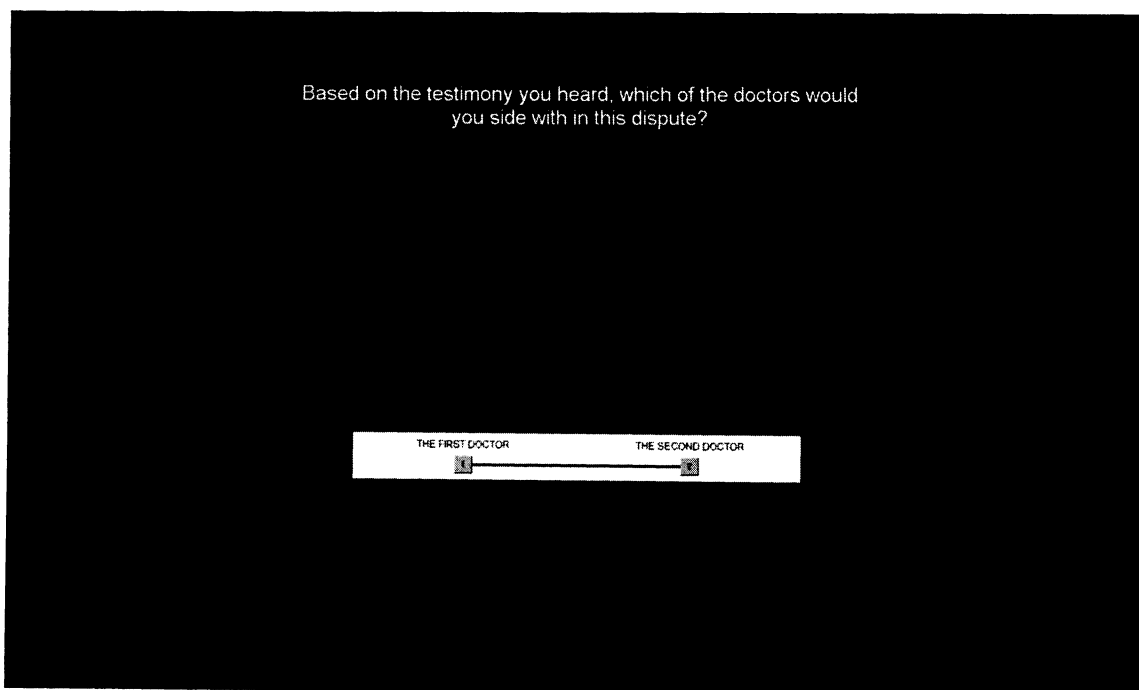 Based on the testimony you heard, which of the doctors would
you side with in this dispute?
THE FIRST DOCTOR THE SECOND DOCTOR